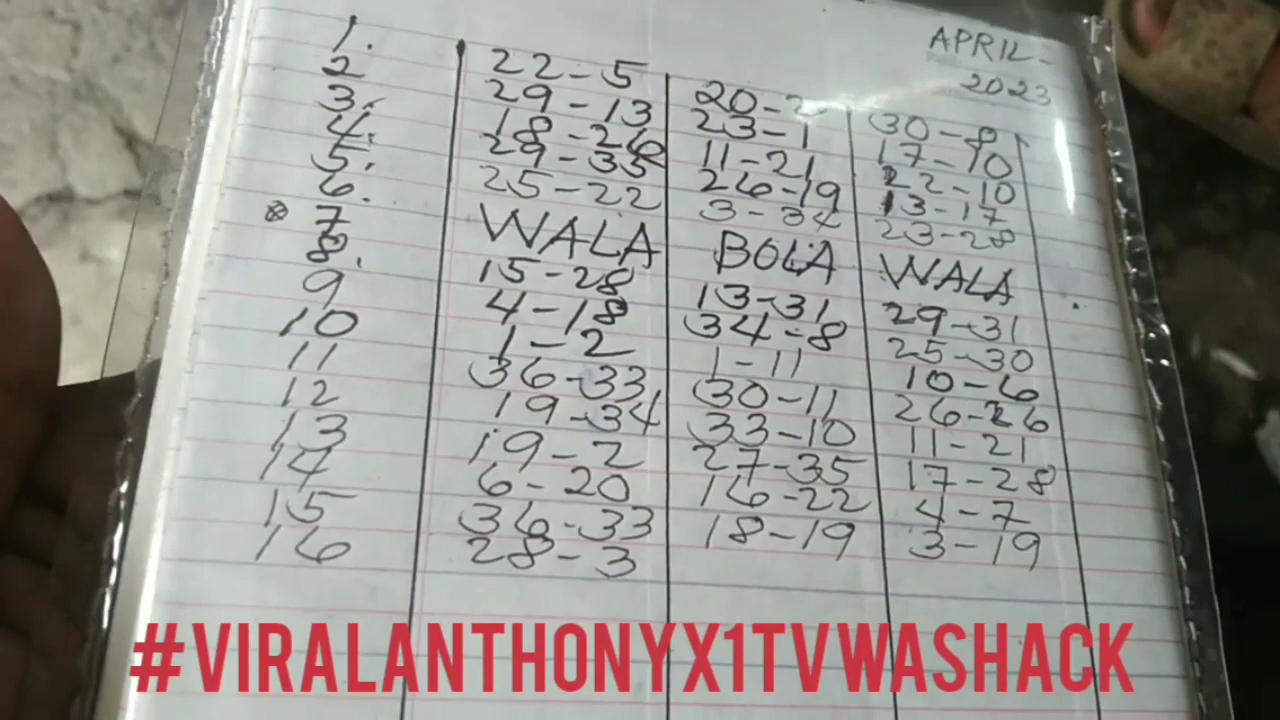 APRIL -
2023
1.
2 22-5 30-8
3. 29-13 23-1 17-10
4. 18-26 11-21 22-10
5. 29-35 26-19 13-17
6. 25-22 3-34 23-28
7 WALA BOLA WALA
8. 15-28 13-31 29-31
9 4-18 34-8 25-30
10 1-2 1-11 10-6
11 36-33 30-11 26-26
12 19-34 33-10 11-21
13 19-2 27-35 17-28
14 6-20 16-22 4-7
15 36-33 18-19 3-19
16 28-3
#VIRALANTHONYX1TVWASHACK